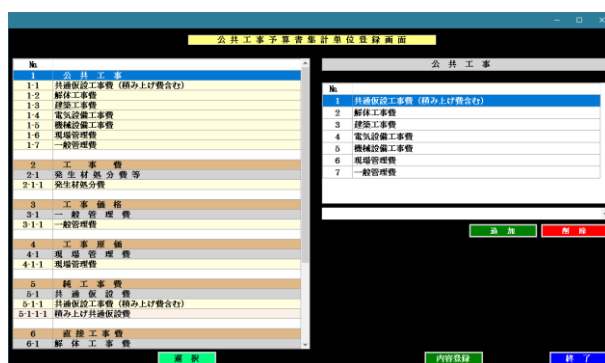 公共工事予算書集計単位登録画面
№
1 公共工事
1-1 共通仮設工事費(積み上げ費含む)
1-2 解体工事費
1-3 建築工事費
1-4 電気設備工事費
1-5 機械設備工事費
1-6 現場管理費
1-7 一般管理費
2 工事費
2-1 発生材処分費等
2-1-1 発生材処分費
3 工事価格
3-1 一般管理費
3-1-1 一般管理費
4 工事原価
4-1 現場管理費
4-1-1 現場管理費
5 純工事費
5-1 共通仮設費
5-1-1 共通仮設工事費(積み上げ費含む)
5-1-1-1 積み上げ共通仮設費
6 直接工事費
6-1 解体工事費
選択
公共工事
№
1 共通仮設工事費(積み上げ費含む)
2 解体工事費
3 建築工事費
4 電気設備工事費
5 機械設備工事費
6 現場管理費
7 一般管理費
追加 削除
内容登録 終了